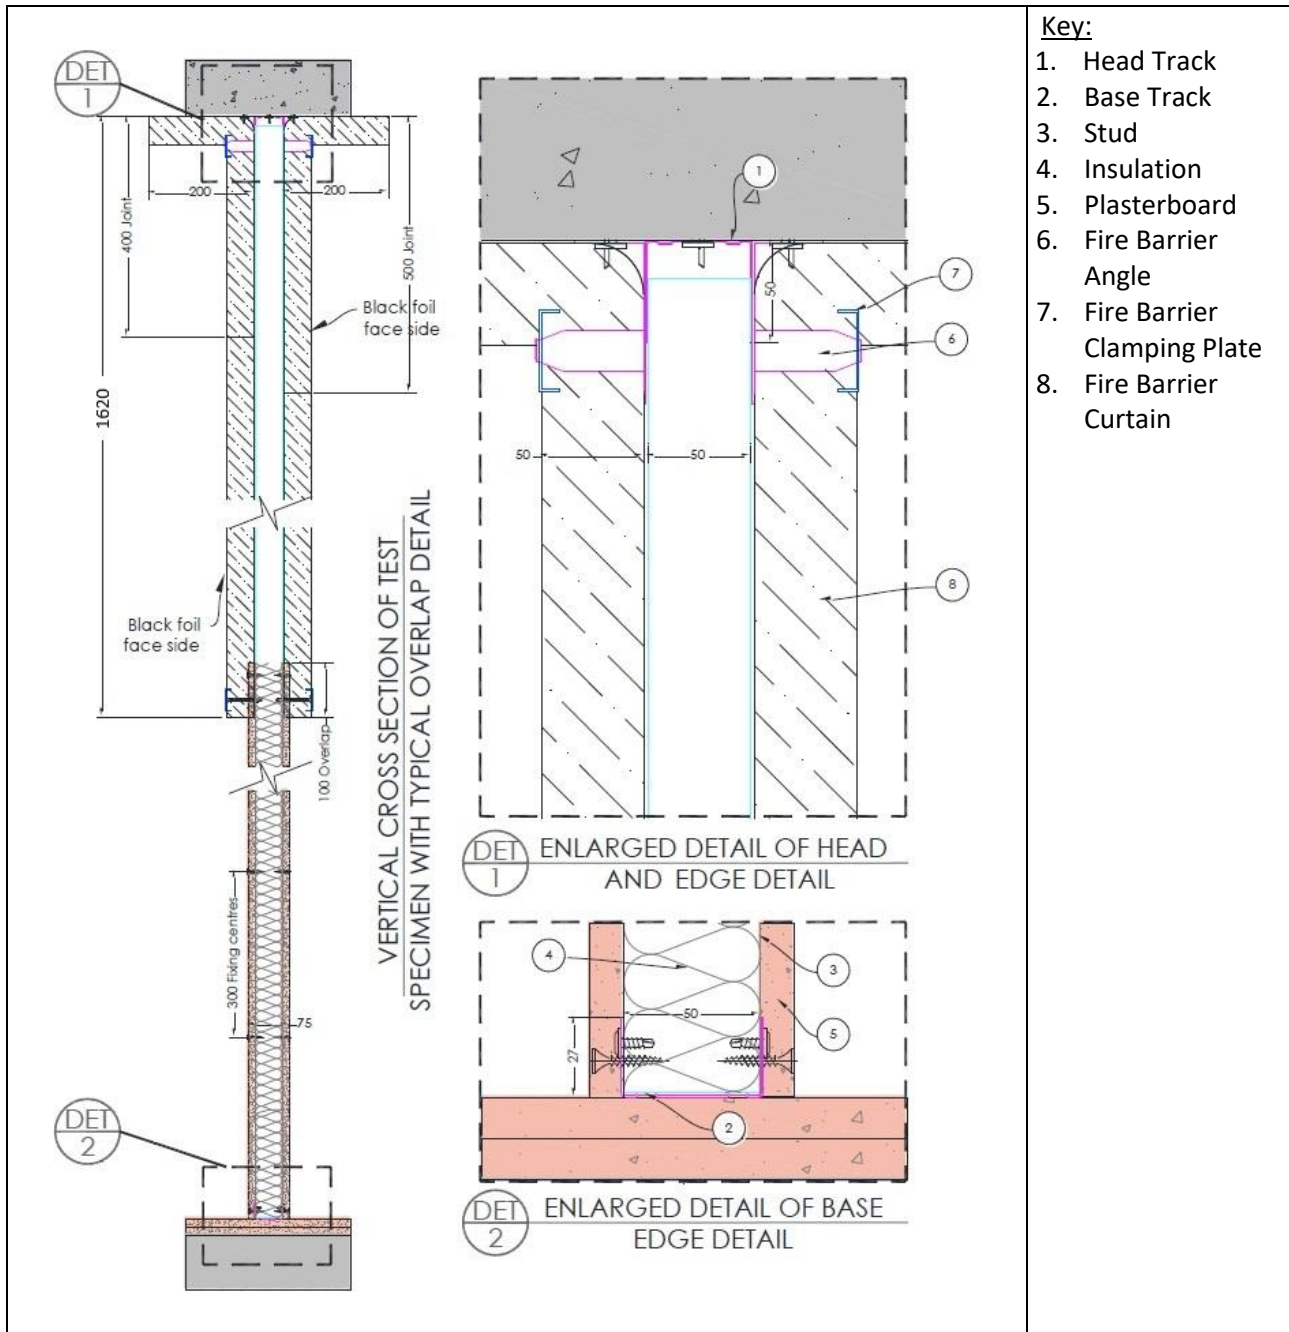 DET
1
200
200
400 Joint
500 Joint
Black foil
face side
1620
Black foil
face side
100 Overlap
300 Fixing centres
75
DET
2
VERTICAL CROSS SECTION OF TEST
SPECIMEN WITH TYPICAL OVERLAP DETAIL
1
50
7
6
50
50
8
DET
1
ENLARGED DETAIL OF HEAD
AND EDGE DETAIL
4
3
50
5
27
2
DET
2
ENLARGED DETAIL OF BASE
EDGE DETAIL
Key:
1. Head Track
2. Base Track
3. Stud
4. Insulation
5. Plasterboard
6. Fire Barrier
Angle
7. Fire Barrier
Clamping Plate
8. Fire Barrier
Curtain